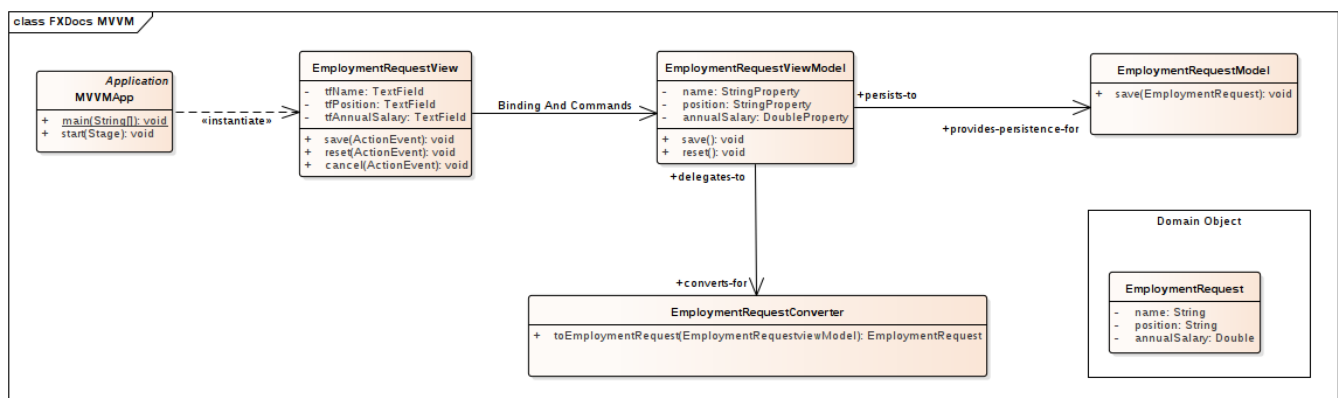 class FXDocs MVVM
Application
MVVMApp
+ main(String[]): void
+ start(Stage): void
«instantiate»
EmploymentRequestView
- tfName: TextField
- tfPosition: TextField
- tfAnnualSalary: TextField
+ save(ActionEvent): void
+ reset(ActionEvent): void
+ cancel(ActionEvent): void
Binding And Commands
EmploymentRequestViewModel
- name: StringProperty
- position: StringProperty
- annualSalary: DoubleProperty
+ save(): void
+ reset(): void
+persists-to
+provides-persistence-for
EmploymentRequestModel
+ save(EmploymentRequest): void
+delegates-to
+converts-for
EmploymentRequestConverter
+ toEmploymentRequest(EmploymentRequestviewModel): EmploymentRequest
Domain Object
EmploymentRequest
- name: String
- position: String
- annualSalary: Double